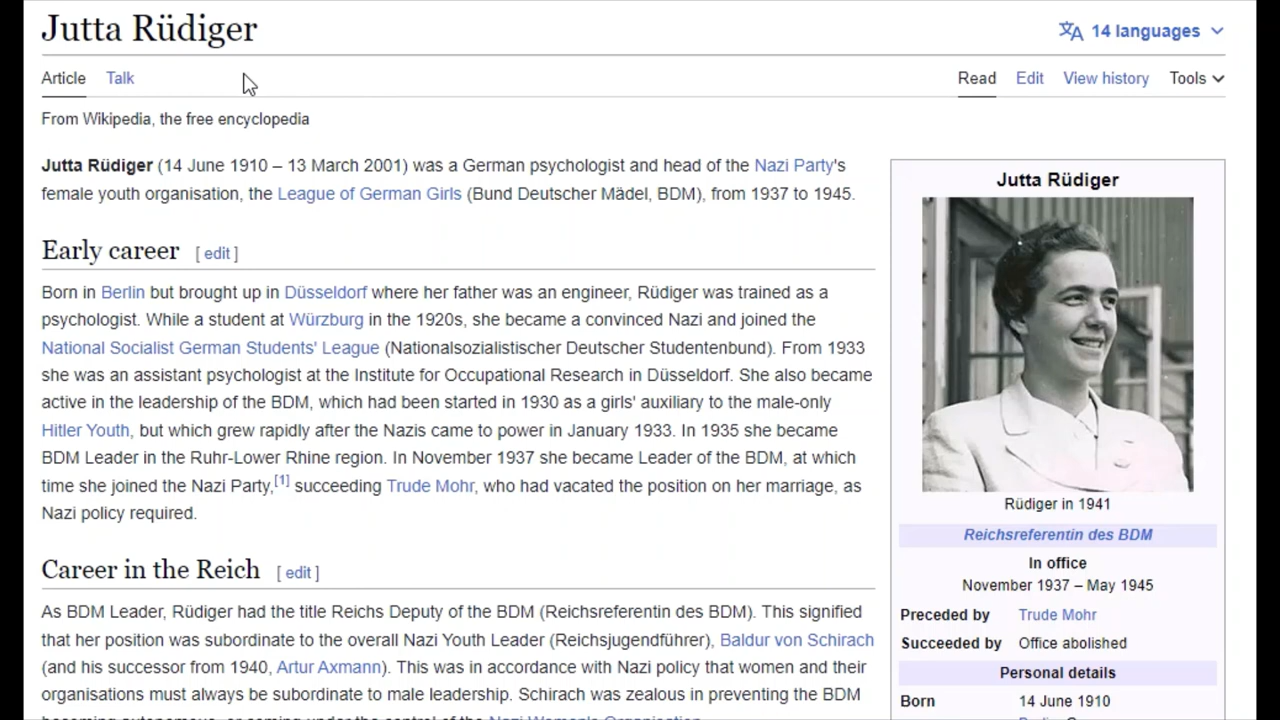 Jutta Rüdiger
14 languages
Article Talk
Read Edit View history Tools
From Wikipedia, the free encyclopedia
Jutta Rüdiger (14 June 1910 – 13 March 2001) was a German psychologist and head of the Nazi Party's
female youth organisation, the League of German Girls (Bund Deutscher Mädel, BDM), from 1937 to 1945.
Early career [ edit ]
Born in Berlin but brought up in Düsseldorf where her father was an engineer, Rüdiger was trained as a
psychologist. While a student at Würzburg in the 1920s, she became a convinced Nazi and joined the
National Socialist German Students' League (Nationalsozialistischer Deutscher Studentenbund). From 1933
she was an assistant psychologist at the Institute for Occupational Research in Düsseldorf. She also became
active in the leadership of the BDM, which had been started in 1930 as a girls' auxiliary to the male-only
Hitler Youth, but which grew rapidly after the Nazis came to power in January 1933. In 1935 she became
BDM Leader in the Ruhr-Lower Rhine region. In November 1937 she became Leader of the BDM, at which
time she joined the Nazi Party,[1] succeeding Trude Mohr, who had vacated the position on her marriage, as
Nazi policy required.
Career in the Reich [ edit ]
As BDM Leader, Rüdiger had the title Reichs Deputy of the BDM (Reichsreferentin des BDM). This signified
that her position was subordinate to the overall Nazi Youth Leader (Reichsjugendführer), Baldur von Schirach
(and his successor from 1940, Artur Axmann). This was in accordance with Nazi policy that women and their
organisations must always be subordinate to male leadership. Schirach was zealous in preventing the BDM
Jutta Rüdiger
Rüdiger in 1941
Reichsreferentin des BDM
In office
November 1937 – May 1945
Preceded by Trude Mohr
Succeeded by Office abolished
Personal details
Born 14 June 1910